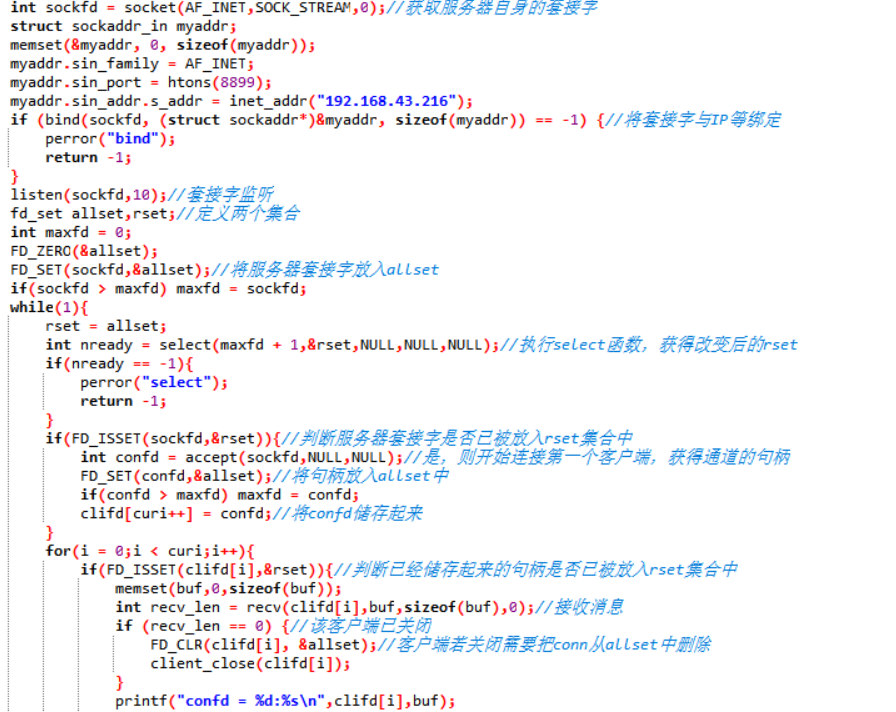 int sockfd = socket(AF_INET,SOCK_STREAM,0);//获取服务器自身的套接字
struct sockaddr_in myaddr;
memset(&myaddr, 0, sizeof(myaddr));
myaddr.sin_family = AF_INET;
myaddr.sin_port = htons(8899);
myaddr.sin_addr.s_addr = inet_addr("192.168.43.216");
if (bind(sockfd, (struct sockaddr*)&myaddr, sizeof(myaddr)) == -1) {//将套接字与IP等绑定
    perror("bind");
    return -1;
}
listen(sockfd,10);//套接字监听
fd_set allset,rset;//定义两个集合
int maxfd = 0;
FD_ZERO(&allset);
FD_SET(sockfd,&allset);//将服务器套接字放入allset
if(sockfd > maxfd) maxfd = sockfd;
while(1){
    rset = allset;
    int nready = select(maxfd + 1,&rset,NULL,NULL,NULL);//执行select函数，获得改变后的rset
    if(nready == -1){
        perror("select");
        return -1;
    }
    if(FD_ISSET(sockfd,&rset)){//判断服务器套接字是否已被放入rset集合中
        int confd = accept(sockfd,NULL,NULL);//是，则开始连接第一个客户端，获得通道的句柄
        FD_SET(confd,&allset);//将句柄放入allset中
        if(confd > maxfd) maxfd = confd;
        clifd[curi++] = confd;//将confd储存起来
    }
    for(i = 0;i < curi;i++){
        if(FD_ISSET(clifd[i],&rset)){//判断已经储存起来的句柄是否已被放入rset集合中
            memset(buf,0,sizeof(buf));
            int recv_len = recv(clifd[i],buf,sizeof(buf),0);//接收消息
            if (recv_len == 0) {//该客户端已关闭
                FD_CLR(clifd[i], &allset);//客户端若关闭需要把conn从allset中删除
                client_close(clifd[i]);
            }
            printf("confd = %d:%s\n",clifd[i],buf);